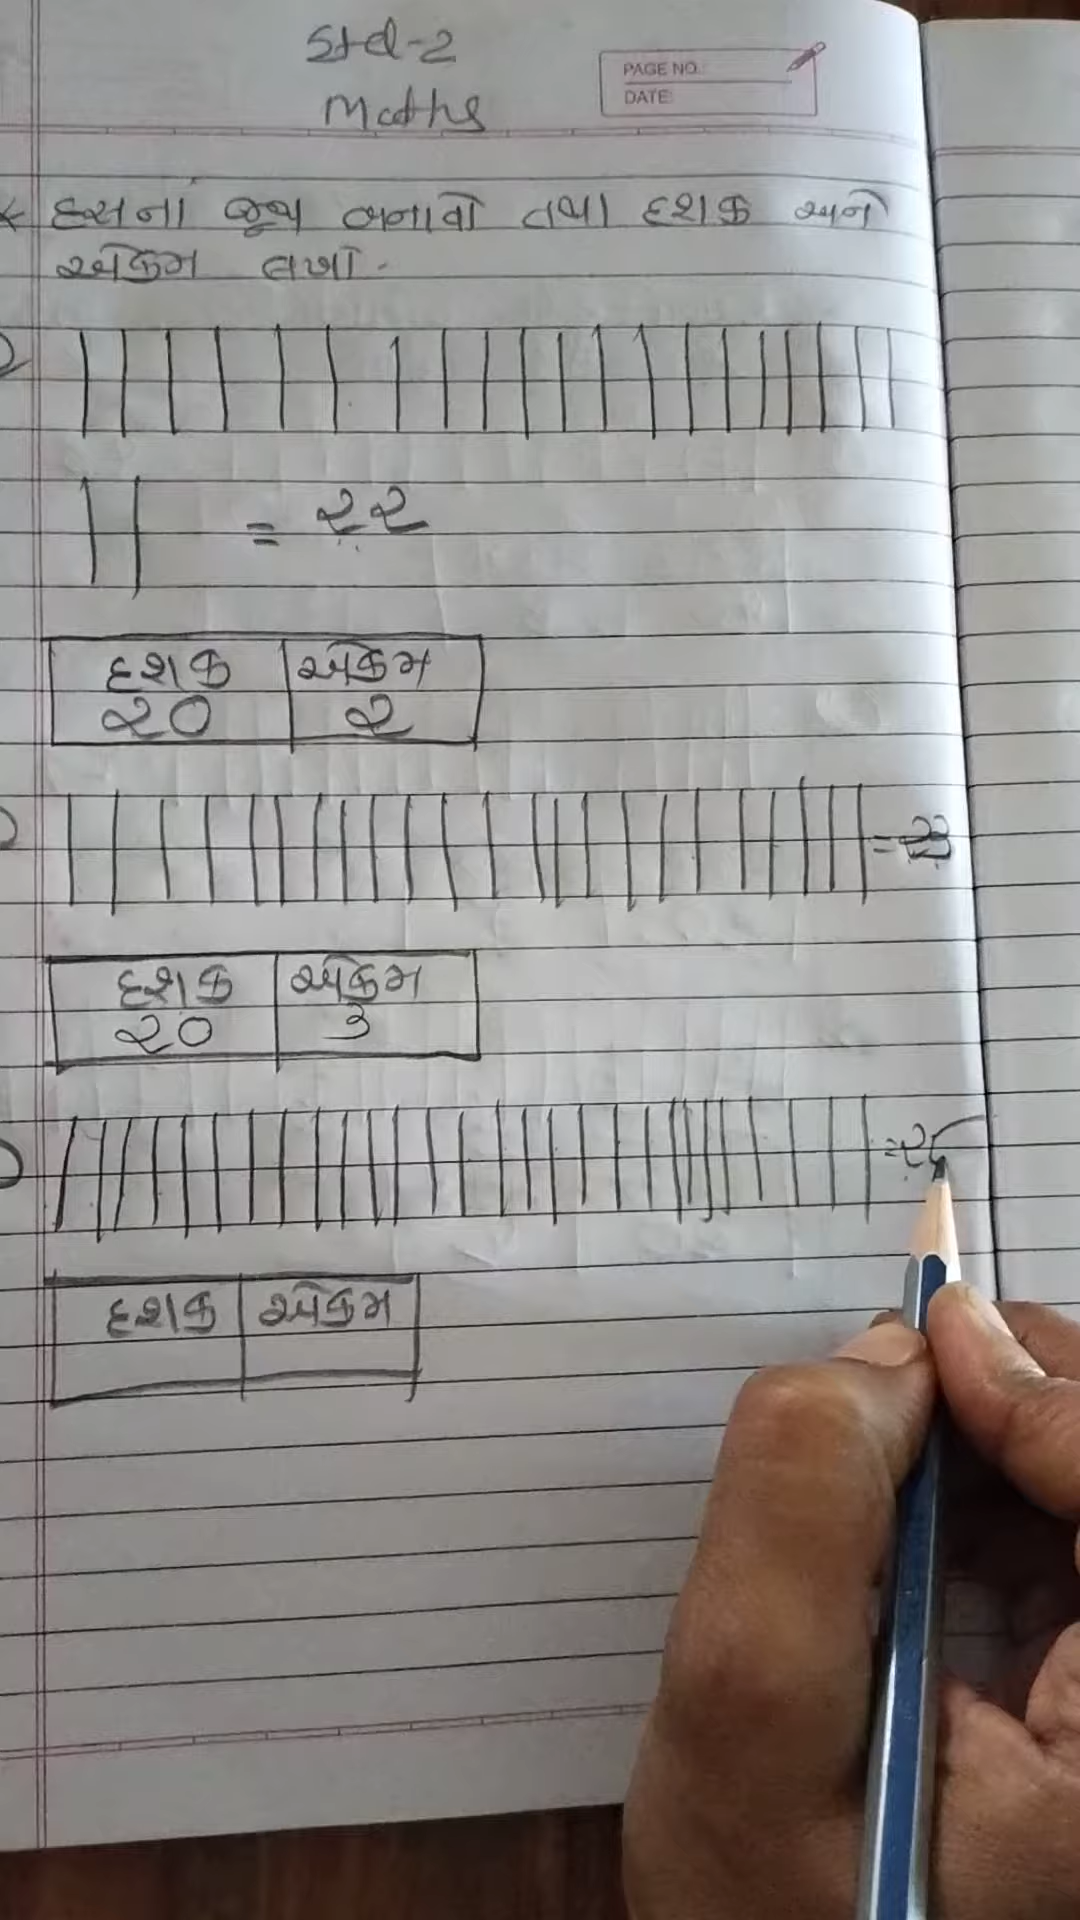 Std-2
Maths
PAGE NO.:
DATE:
દસનાં જૂથ બનાવો તથા દશક અને
એકમ લખો.
= ૨૨
દશક એકમ
૨૦ ૨
= ૨૩
દશક એકમ
૨૦ ૩
દશક એકમ